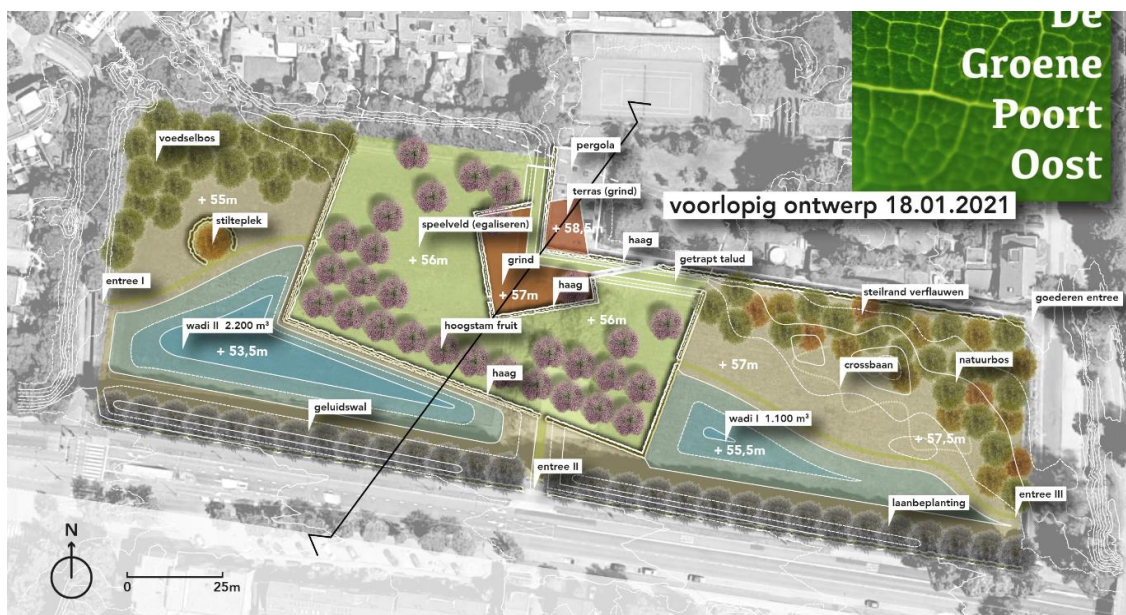 De
Groene
Poort
Oost
voorlopig ontwerp 18.01.2021
voedselbos
pergola
+ 55m
terras (grind)
stilteplek
speelveld (egaliseren)
+ 58,5m
haag
+ 56m
grind
getrapt talud
entree I
haag
+ 57m
steilrand verflauwen
goederen entree
wadi II 2.200 m³
hoogstam fruit
+ 56m
+ 53,5m
crossbaan
natuurbos
+ 57m
haag
geluidswal
wadi I 1.100 m³
+ 57,5m
+ 55,5m
entree II
laanbeplanting
entree III
N
0
25m